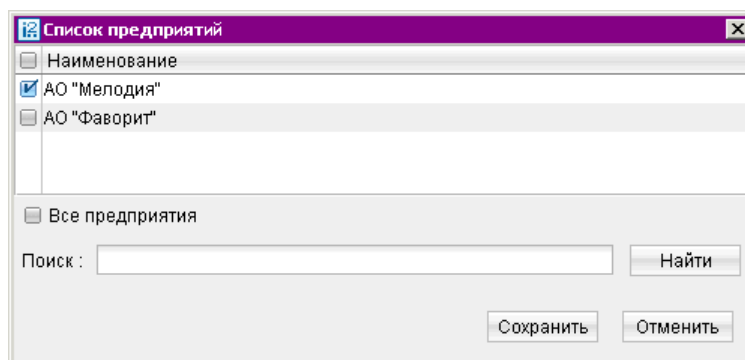 Список предприятий
Наименование
АО "Мелодия"
АО "Фаворит"
Все предприятия
Поиск : Найти
Сохранить Отменить